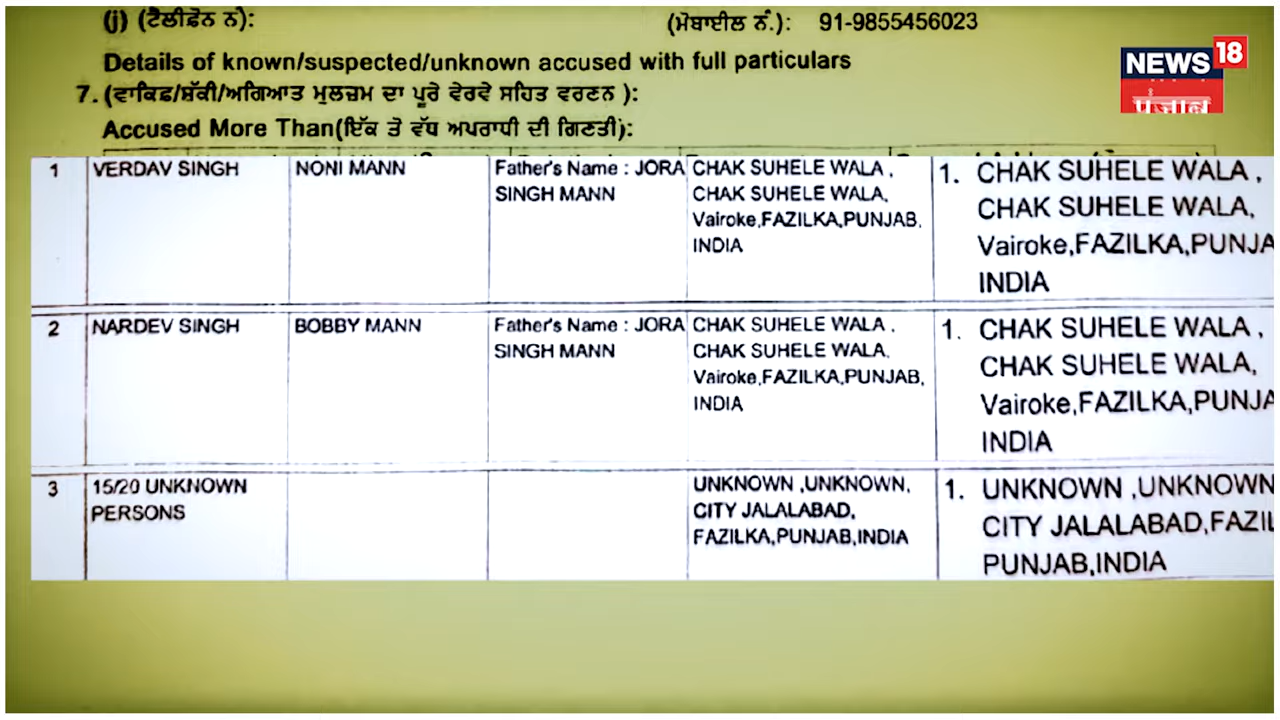 (j) (ਟੈਲੀਫ਼ੋਨ ਨੰ):
(ਮੋਬਾਈਲ ਨੰ.): 91-9855456023
NEWS 18
ਪੰਜਾਬ
Details of known/suspected/unknown accused with full particulars
7. (ਵਾਕਿਫ਼/ਸ਼ੱਕੀ/ਅਗਿਆਤ ਮੁਲਜ਼ਮ ਦਾ ਪੂਰੇ ਵੇਰਵੇ ਸਹਿਤ ਵਰਣਨ ):
Accused More Than(ਇੱਕ ਤੋਂ ਵੱਧ ਅਪਰਾਧੀ ਦੀ ਗਿਣਤੀ):
1 VERDAV SINGH NONI MANN Father's Name : JORA CHAK SUHELE WALA , 1. CHAK SUHELE WALA ,
SINGH MANN CHAK SUHELE WALA, CHAK SUHELE WALA,
Vairoke,FAZILKA,PUNJAB, Vairoke,FAZILKA,PUNJA
INDIA INDIA
2 NARDEV SINGH BOBBY MANN Father's Name : JORA CHAK SUHELE WALA , 1. CHAK SUHELE WALA ,
SINGH MANN CHAK SUHELE WALA, CHAK SUHELE WALA,
Vairoke,FAZILKA,PUNJAB, Vairoke,FAZILKA,PUNJA
INDIA INDIA
3 15/20 UNKNOWN UNKNOWN ,UNKNOWN, 1. UNKNOWN ,UNKNOWN
PERSONS CITY JALALABAD, CITY JALALABAD,FAZIL
FAZILKA,PUNJAB,INDIA PUNJAB,INDIA